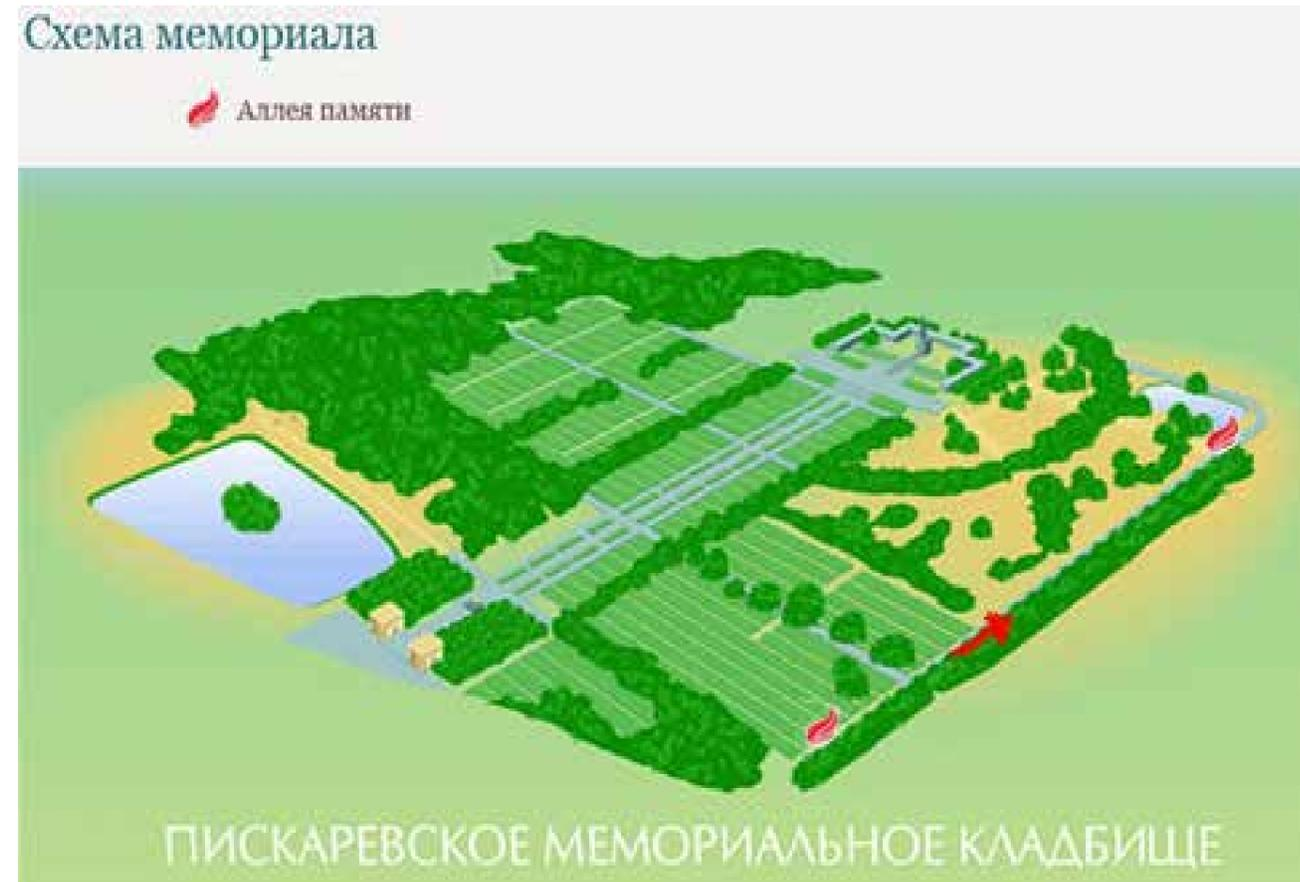 Схема мемориала
Аллея памяти
ПИСКАРЕВСКОЕ МЕМОРИАЛЬНОЕ КЛАДБИЩЕ